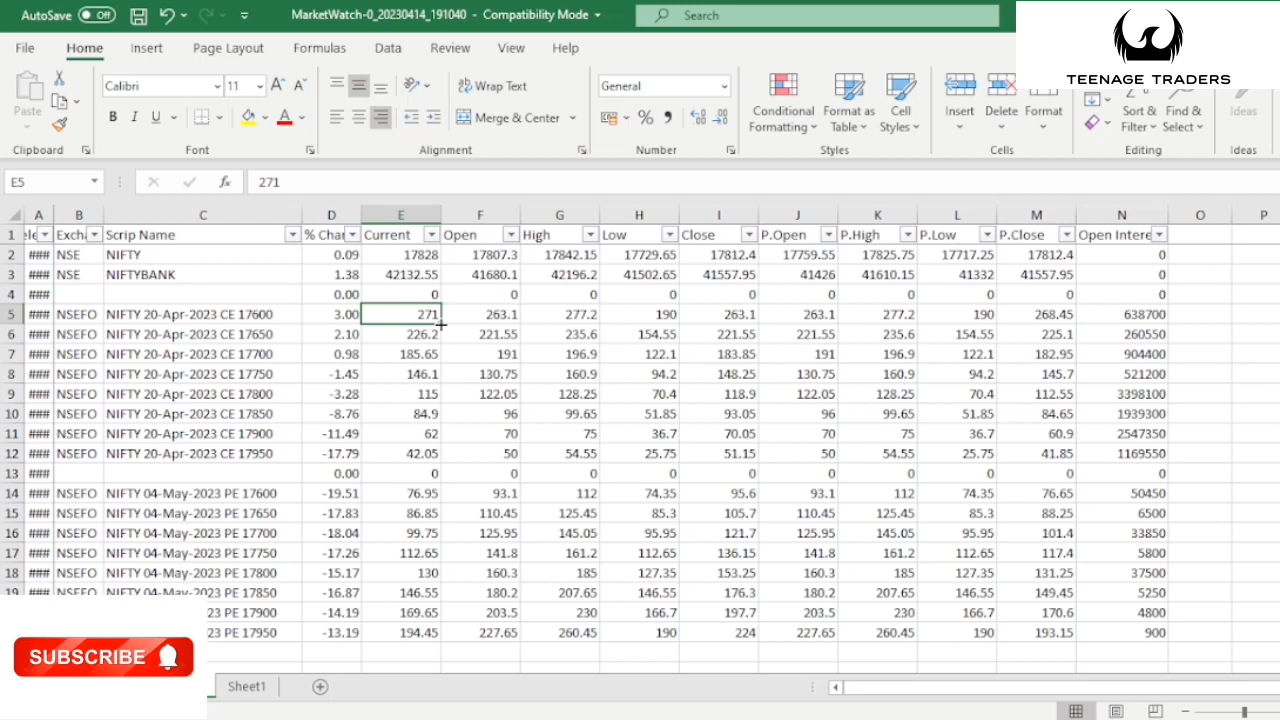 AutoSave Off MarketWatch-0_20230414_191040 - Compatibility Mode Search
TEENAGE TRADERS
File Home Insert Page Layout Formulas Data Review View Help
Paste Calibri 11 A A Wrap Text General Conditional Formatting Format as Table Cell Styles Insert Delete Format Sort & Filter Find & Select Ideas
B I U A Merge & Center % 9
Clipboard Font Alignment Number Styles Cells Editing Ideas
E5 fx 271
A B C D E F G H I J K L M N O P
1 Exch Scrip Name % Chan Current Open High Low Close P.Open P.High P.Low P.Close Open Intere
2 ### NSE NIFTY 0.09 17828 17807.3 17842.15 17729.65 17812.4 17759.55 17825.75 17717.25 17812.4 0
3 ### NSE NIFTYBANK 1.38 42132.55 41680.1 42196.2 41502.65 41557.95 41426 41610.15 41332 41557.95 0
4 ### 0.00 0 0 0 0 0 0 0 0 0 0
5 ### NSEFO NIFTY 20-Apr-2023 CE 17600 3.00 271 263.1 277.2 190 263.1 263.1 277.2 190 268.45 638700
6 ### NSEFO NIFTY 20-Apr-2023 CE 17650 2.10 226.2 221.55 235.6 154.55 221.55 221.55 235.6 154.55 225.1 260550
7 ### NSEFO NIFTY 20-Apr-2023 CE 17700 0.98 185.65 191 196.9 122.1 183.85 191 196.9 122.1 182.95 904400
8 ### NSEFO NIFTY 20-Apr-2023 CE 17750 -1.45 146.1 130.75 160.9 94.2 148.25 130.75 160.9 94.2 145.7 521200
9 ### NSEFO NIFTY 20-Apr-2023 CE 17800 -3.28 115 122.05 128.25 70.4 118.9 122.05 128.25 70.4 112.55 3398100
10 ### NSEFO NIFTY 20-Apr-2023 CE 17850 -8.76 84.9 96 99.65 51.85 93.05 96 99.65 51.85 84.65 1939300
11 ### NSEFO NIFTY 20-Apr-2023 CE 17900 -11.49 62 70 75 36.7 70.05 70 75 36.7 60.9 2547350
12 ### NSEFO NIFTY 20-Apr-2023 CE 17950 -17.79 42.05 50 54.55 25.75 51.15 50 54.55 25.75 41.85 1169550
13 ### 0.00 0 0 0 0 0 0 0 0 0 0
14 ### NSEFO NIFTY 04-May-2023 PE 17600 -19.51 76.95 93.1 112 74.35 95.6 93.1 112 74.35 76.65 50450
15 ### NSEFO NIFTY 04-May-2023 PE 17650 -17.83 86.85 110.45 125.45 85.3 105.7 110.45 125.45 85.3 88.25 6500
16 ### NSEFO NIFTY 04-May-2023 PE 17700 -18.04 99.75 125.95 145.05 95.95 121.7 125.95 145.05 95.95 101.4 33850
17 ### NSEFO NIFTY 04-May-2023 PE 17750 -17.26 112.65 141.8 161.2 112.65 136.15 141.8 161.2 112.65 117.4 5800
18 ### NSEFO NIFTY 04-May-2023 PE 17800 -15.17 130 160.3 185 127.35 153.25 160.3 185 127.35 131.25 37500
19 ### NSEFO NIFTY 04-May-2023 PE 17850 -16.87 146.55 180.2 207.65 146.55 176.3 180.2 207.65 146.55 149.45 5250
3 PE 17900 -14.19 169.65 203.5 230 166.7 197.7 203.5 230 166.7 170.6 4800
3 PE 17950 -13.19 194.45 227.65 260.45 190 224 227.65 260.45 190 193.15 900
SUBSCRIBE
Sheet1